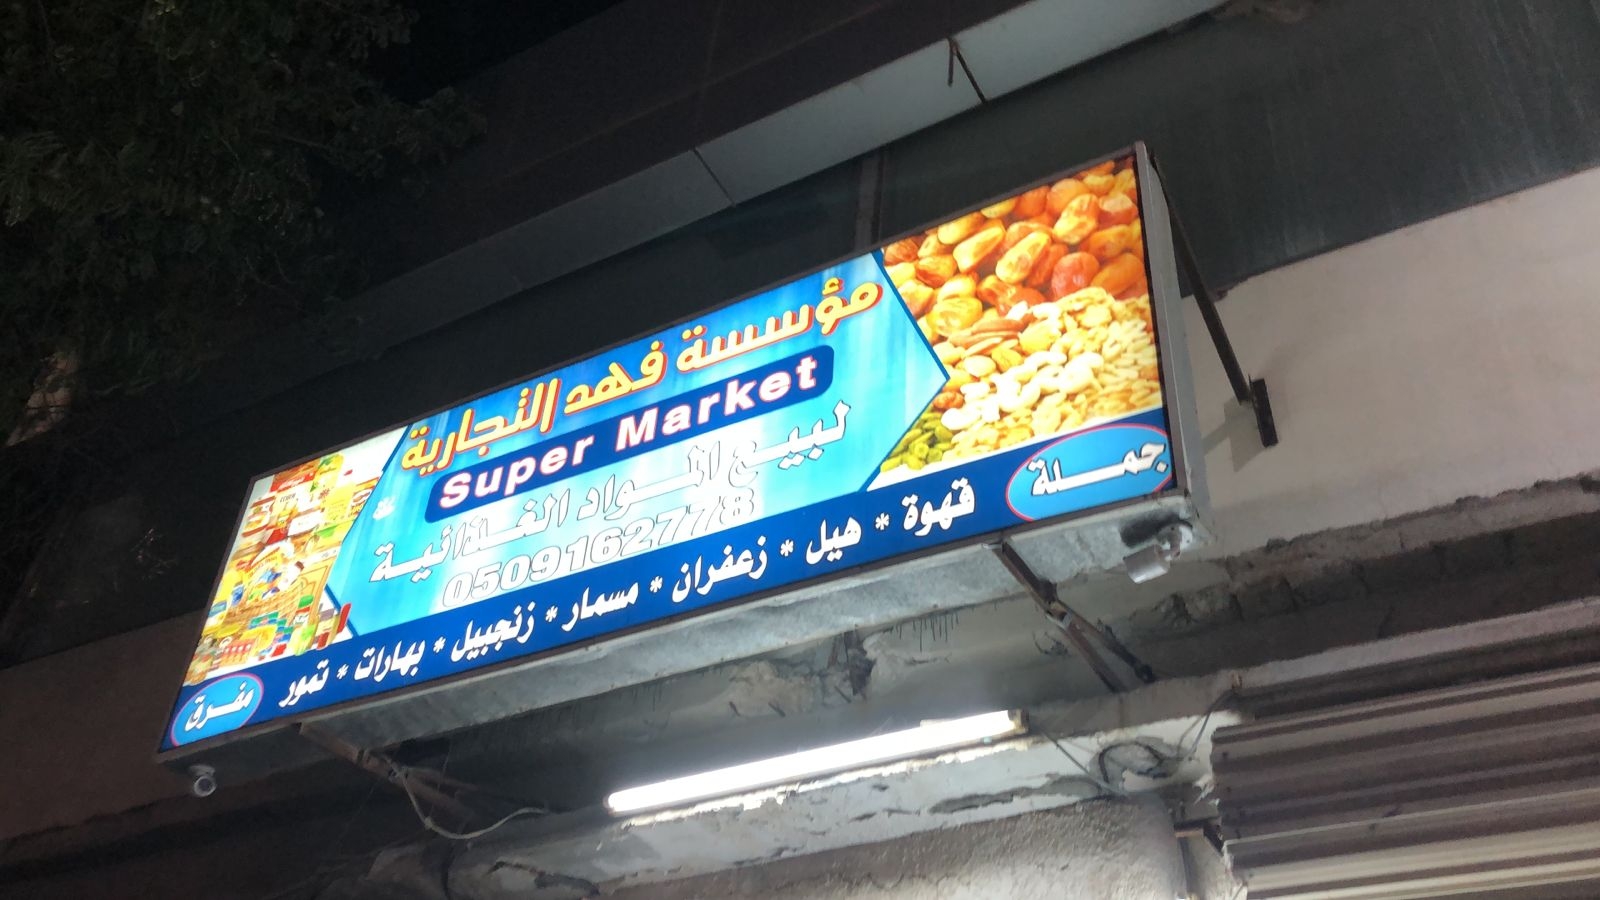 مؤسسة فهد التجارية
Super Market
لبيع المواد الغذائية
0509162778
جملة
قهوة * هيل * زعفران * مسمار * زنجبيل * بهارات * تمور
مفرق